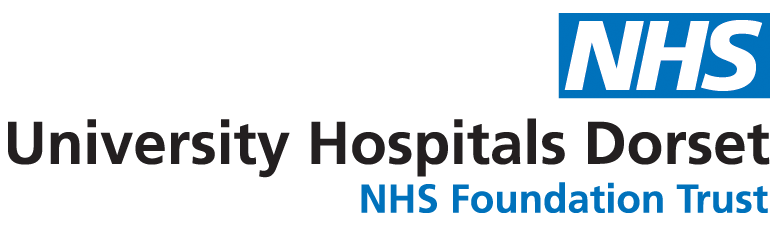 NHS
University Hospitals Dorset
NHS Foundation Trust